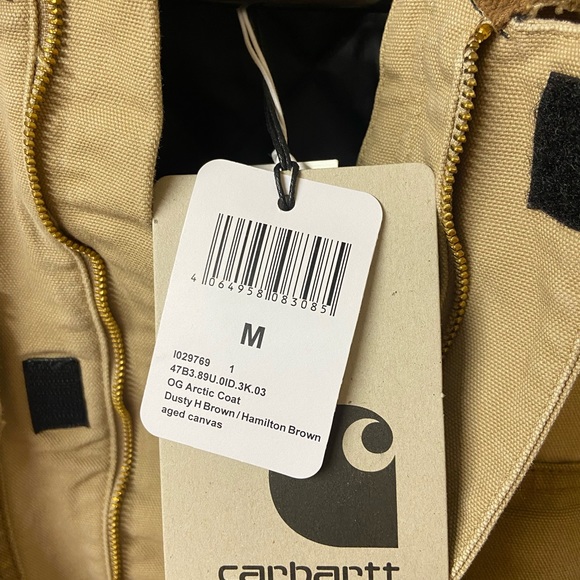 4 064958 083085
M
I029769 1
47B3.89U.0ID.3K.03
OG Arctic Coat
Dusty H Brown / Hamilton Brown
aged canvas
carhartt